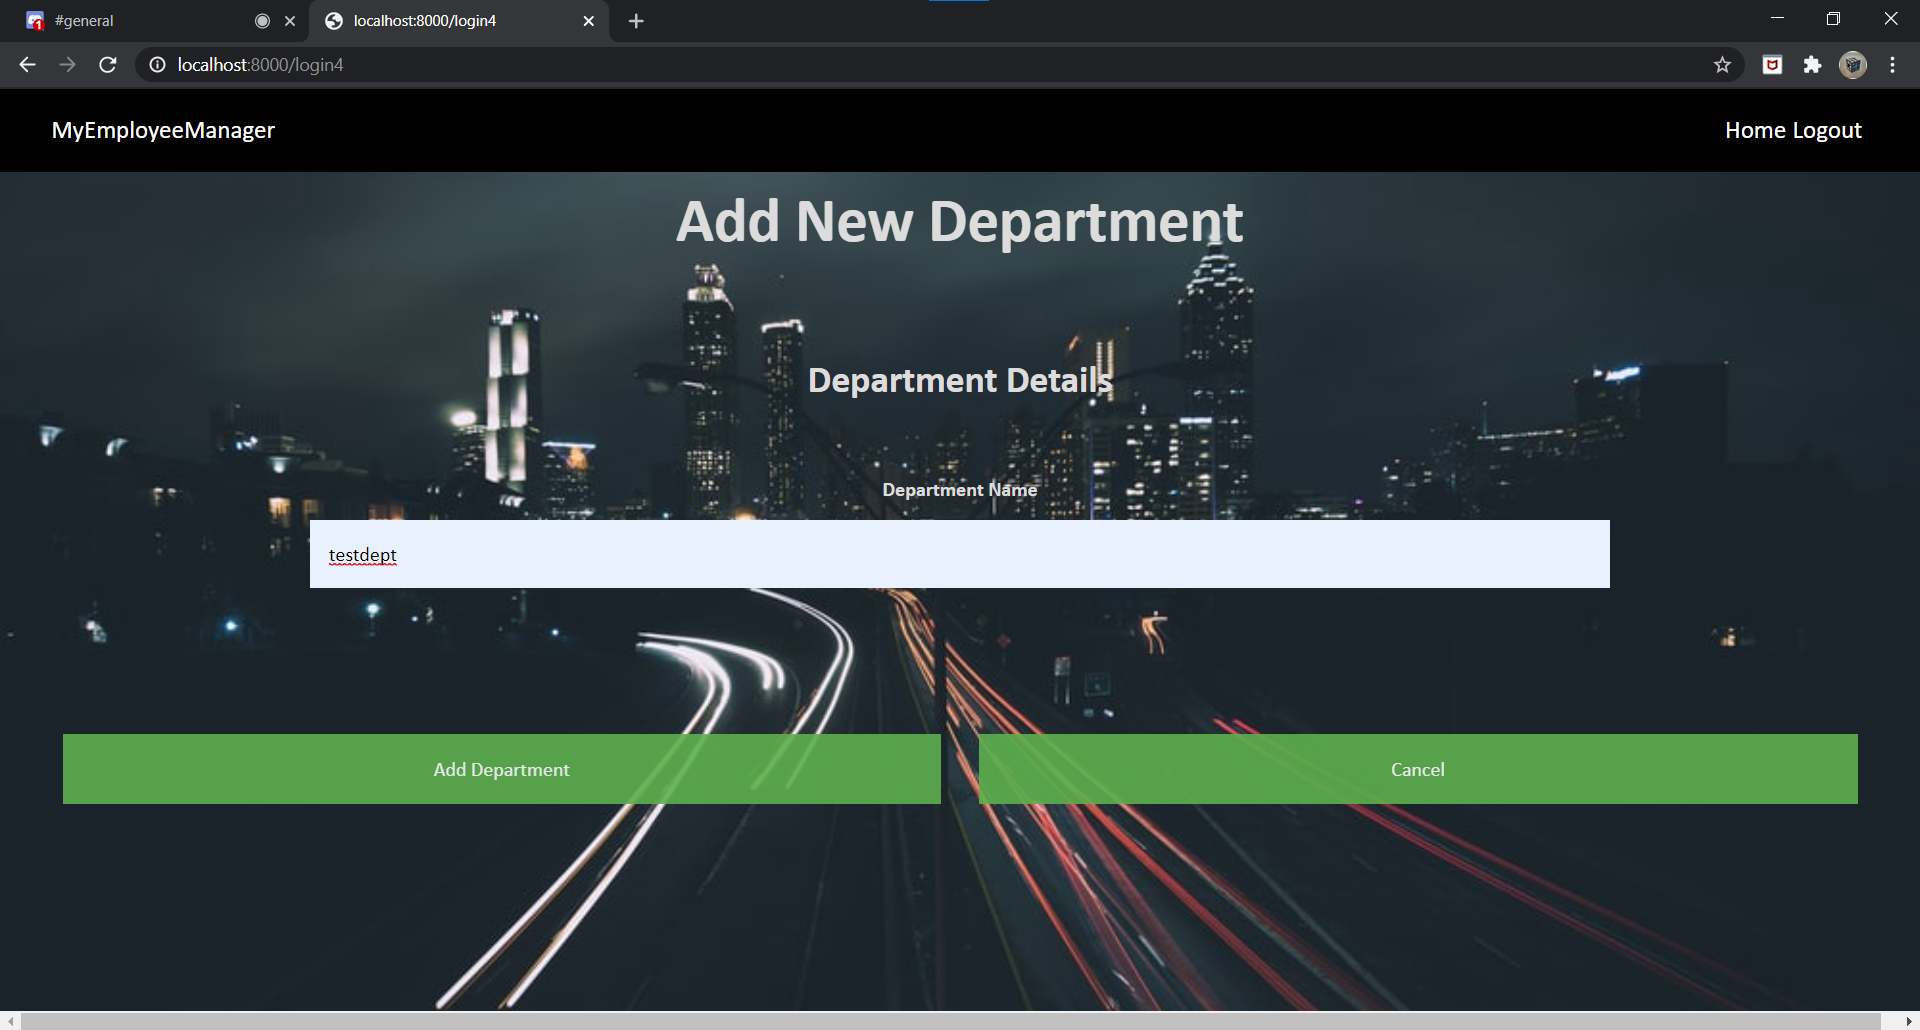 #general
localhost:8000/login4
localhost:8000/login4
MyEmployeeManager
Home Logout
Add New Department
Department Details
Department Name
testdept
Add Department
Cancel